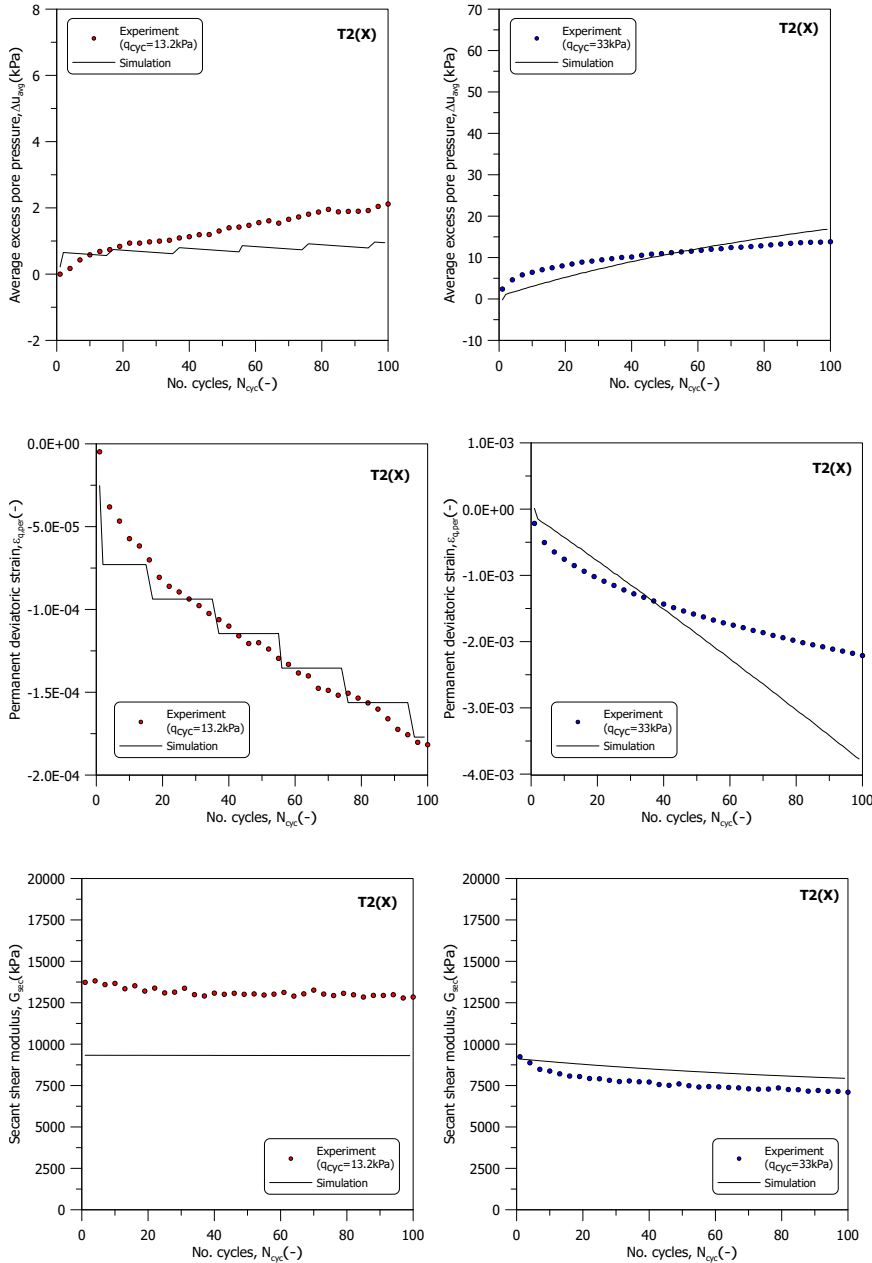 8
6
4
2
0
-2
Average excess pore pressure,Δu_avg(kPa)
Experiment
(q_cyc=13.2kPa)
Simulation
T2(X)
0 20 40 60 80 100
No. cycles, N_cyc(-)
70
60
50
40
30
20
10
0
-10
Average excess pore pressure,Δu_avg(kPa)
Experiment
(q_cyc=33kPa)
Simulation
T2(X)
0 20 40 60 80 100
No. cycles, N_cyc(-)
0.0E+00
-5.0E-05
-1.0E-04
-1.5E-04
-2.0E-04
Permanent deviatoric strain,ε_q,per(-)
T2(X)
Experiment
(q_cyc=13.2kPa)
Simulation
0 20 40 60 80 100
No. cycles, N_cyc(-)
1.0E-03
0.0E+00
-1.0E-03
-2.0E-03
-3.0E-03
-4.0E-03
Permanent deviatoric strain,ε_q,per(-)
T2(X)
Experiment
(q_cyc=33kPa)
Simulation
0 20 40 60 80 100
No. cycles, N_cyc(-)
20000
17500
15000
12500
10000
7500
5000
2500
0
Secant shear modulus, G_sec(kPa)
T2(X)
Experiment
(q_cyc=13.2kPa)
Simulation
0 20 40 60 80 100
No. cycles, N_cyc(-)
20000
17500
15000
12500
10000
7500
5000
2500
0
Secant shear modulus, G_sec(kPa)
T2(X)
Experiment
(q_cyc=33kPa)
Simulation
0 20 40 60 80 100
No. cycles, N_cyc(-)